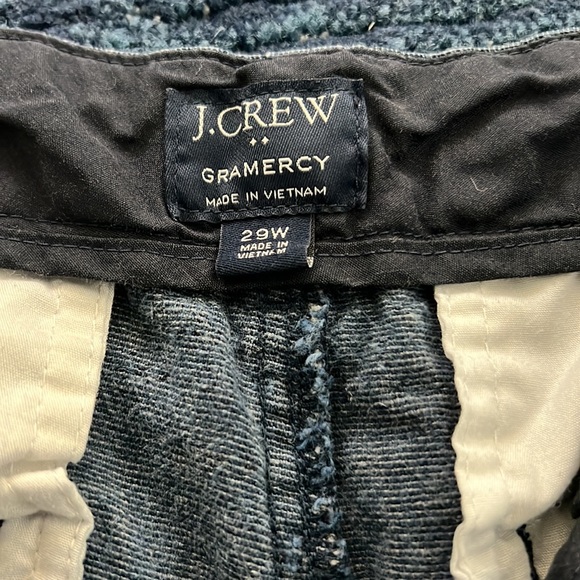 J.CREW
GRAMERCY
MADE IN VIETNAM
29W
MADE IN
VIETNAM